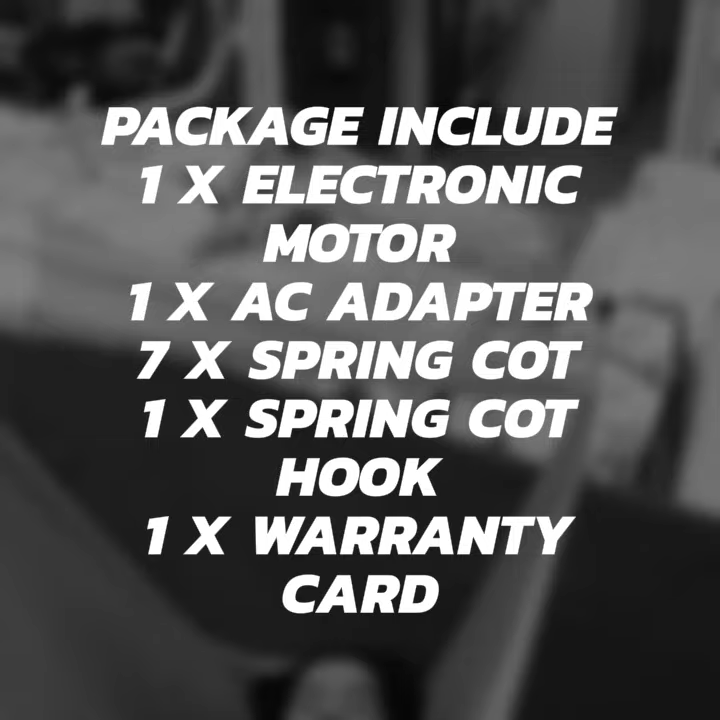 PACKAGE INCLUDE
1 X ELECTRONIC
MOTOR
1 X AC ADAPTER
7 X SPRING COT
1 X SPRING COT
HOOK
1 X WARRANTY
CARD